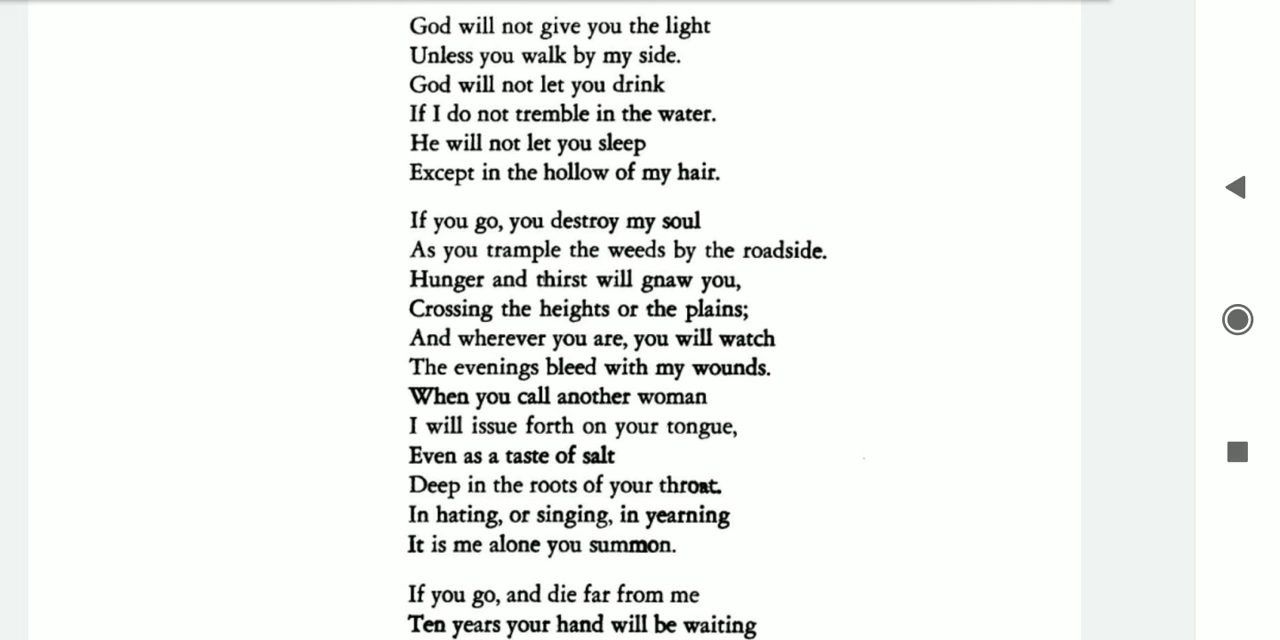 God will not give you the light
Unless you walk by my side.
God will not let you drink
If I do not tremble in the water.
He will not let you sleep
Except in the hollow of my hair.
If you go, you destroy my soul
As you trample the weeds by the roadside.
Hunger and thirst will gnaw you,
Crossing the heights or the plains;
And wherever you are, you will watch
The evenings bleed with my wounds.
When you call another woman
I will issue forth on your tongue,
Even as a taste of salt
Deep in the roots of your throat.
In hating, or singing, in yearning
It is me alone you summon.
If you go, and die far from me
Ten years your hand will be waiting